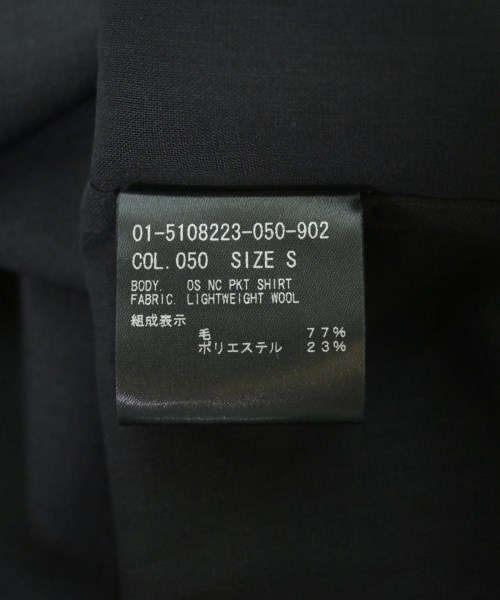 01-5108223-050-902
COL. 050 SIZE S
BODY. OS NC PKT SHIRT
FABRIC. LIGHTWEIGHT WOOL
組成表示
毛 77%
ポリエステル 23%